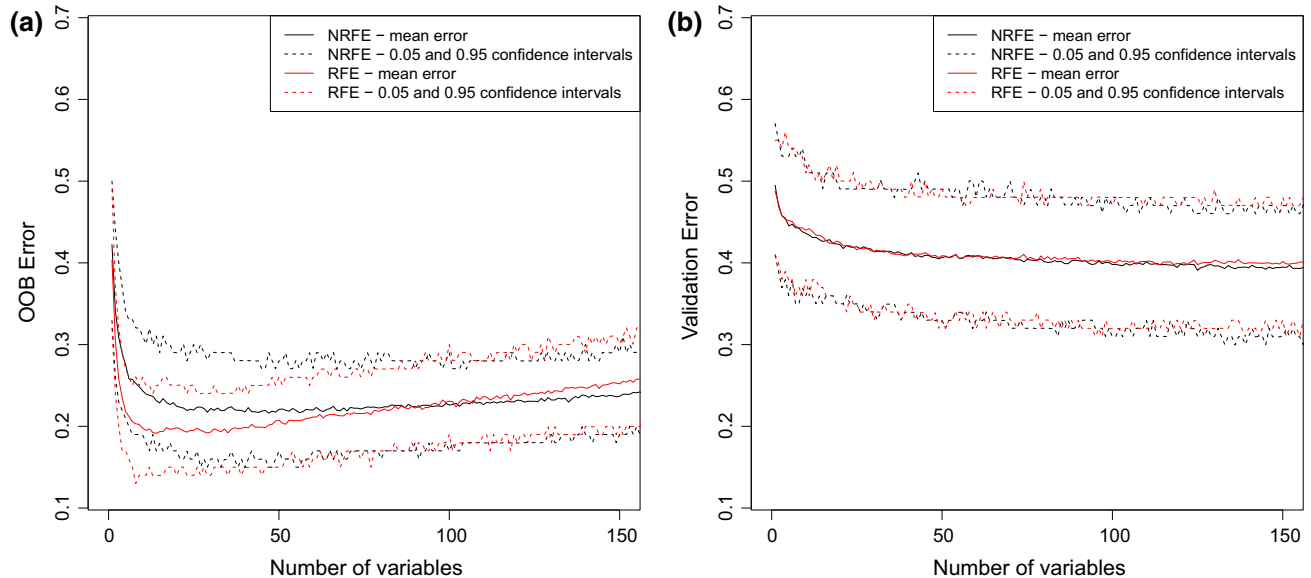 (a)
OOB Error
0.1
0.2
0.3
0.4
0.5
0.6
0.7
NRFE − mean error
NRFE − 0.05 and 0.95 confidence intervals
RFE − mean error
RFE − 0.05 and 0.95 confidence intervals
0
50
100
150
Number of variables
(b)
Validation Error
0.1
0.2
0.3
0.4
0.5
0.6
0.7
NRFE − mean error
NRFE − 0.05 and 0.95 confidence intervals
RFE − mean error
RFE − 0.05 and 0.95 confidence intervals
0
50
100
150
Number of variables